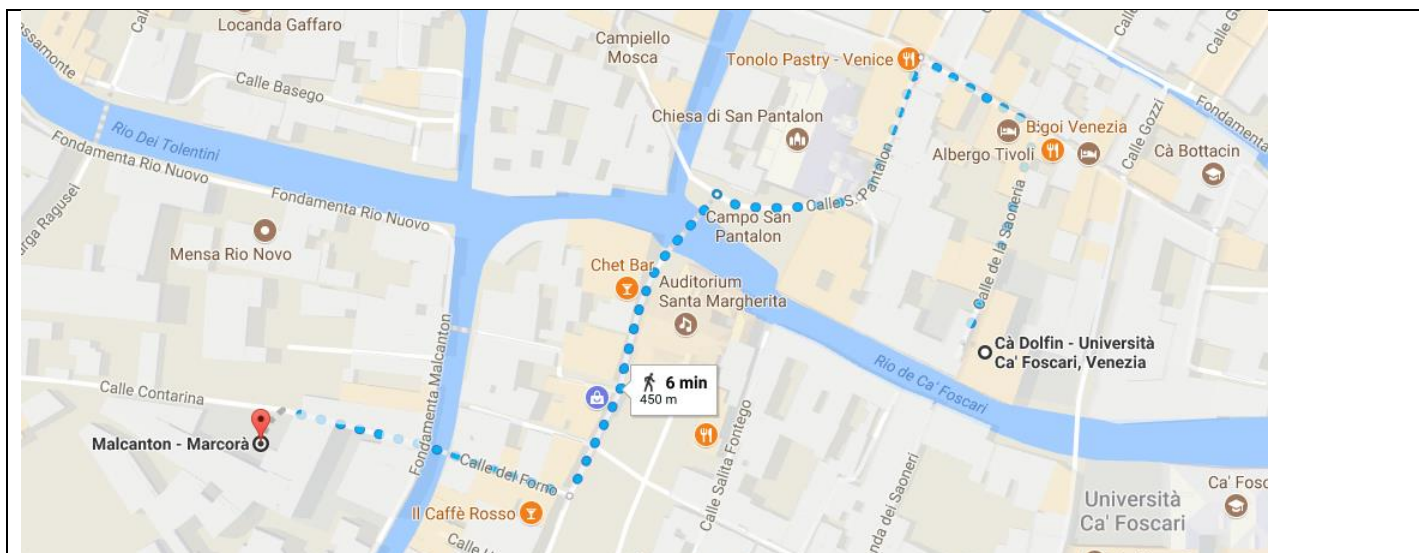 Locanda Gaffaro
Campiello
Mosca
Tonolo Pastry - Venice
Calle Basego
Rio Dei Tolentini
Fondamenta Rio Nuovo
Fondamenta Rio Nuovo
Chiesa di San Pantalon
Bigoi Venezia
Albergo Tivoli
Calle Gozzi
Fondamenta
Cà Bottacin
Calle S. Pantalon
Campo San
Pantalon
Calle de la Saoneria
Mensa Rio Novo
Chet Bar
Auditorium
Santa Margherita
Cà Dolfin - Università
Ca' Foscari, Venezia
Rio de Ca' Foscari
6 min
450 m
Fondamenta Malcanton
Calle Contarina
Malcanton - Marcorà
Calle del Forno
Il Caffè Rosso
Calle Salita Fontego
Università
Ca' Foscari